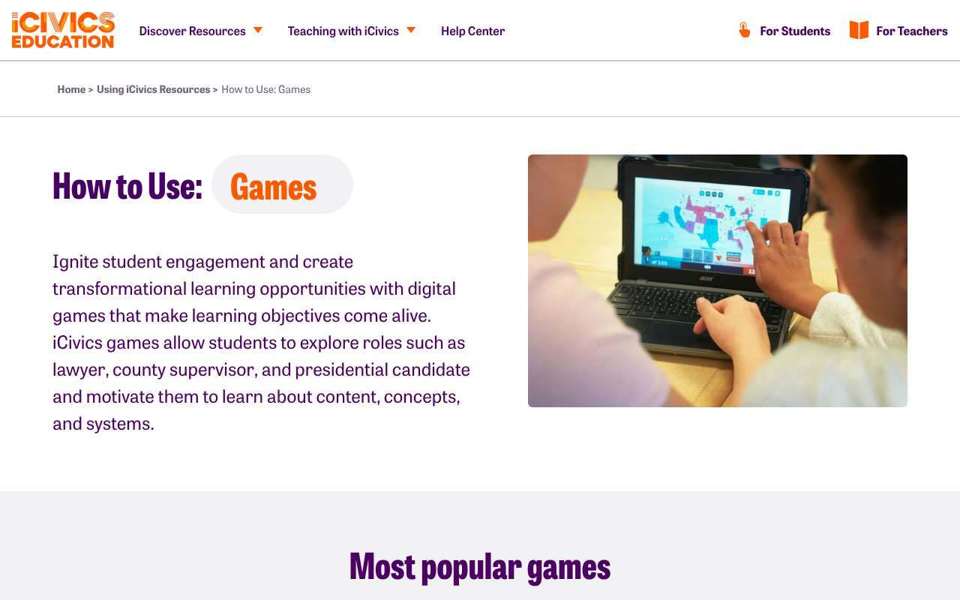 iCIVICS
EDUCATION
Discover Resources
Teaching with iCivics
Help Center
For Students
For Teachers
Home > Using iCivics Resources > How to Use: Games
How to Use: Games
Ignite student engagement and create
transformational learning opportunities with digital
games that make learning objectives come alive.
iCivics games allow students to explore roles such as
lawyer, county supervisor, and presidential candidate
and motivate them to learn about content, concepts,
and systems.
acer
Most popular games